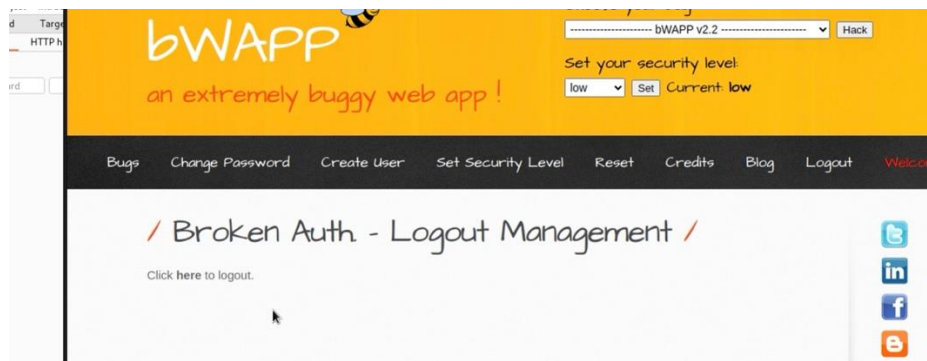 HTTP h
bWAPP
an extremely buggy web app !
bWAPP v2.2
Hack
Set your security level:
low
Set
Current: low
Bugs
Change Password
Create User
Set Security Level
Reset
Credits
Blog
Logout
/ Broken Auth. - Logout Management /
Click here to logout.